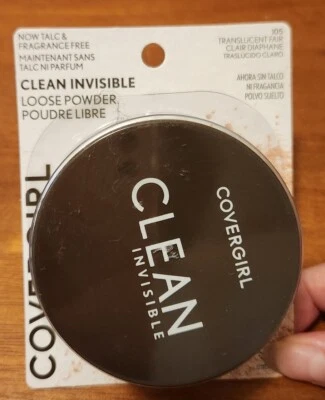 NOW TALC &
FRAGRANCE FREE
MAINTENANT SANS
TALC NI PARFUM
CLEAN INVISIBLE
LOOSE POWDER
POUDRE LIBRE
105
TRANSLUCENT FAIR
CLAIR DIAPHANE
TRASLÚCIDO CLARO
AHORA SIN TALCO
NI FRAGANCIA
POLVO SUELTO
COVERGIRL
COVERGIRL
CLEAN
INVISIBLE